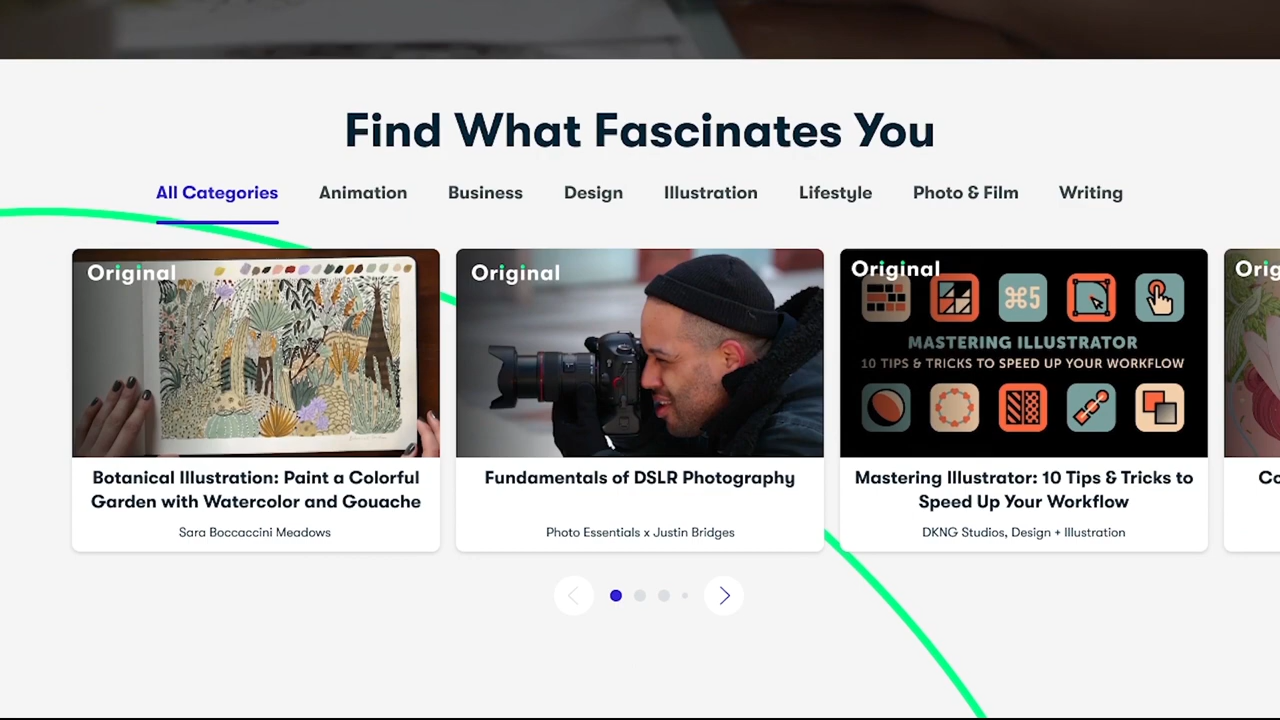 Find What Fascinates You
All Categories Animation Business Design Illustration Lifestyle Photo & Film Writing
Original
Original
Original
⌘5
MASTERING ILLUSTRATOR
10 TIPS & TRICKS TO SPEED UP YOUR WORKFLOW
Botanical Illustration: Paint a Colorful
Garden with Watercolor and Gouache
Sara Boccaccini Meadows
Fundamentals of DSLR Photography
Photo Essentials x Justin Bridges
Mastering Illustrator: 10 Tips & Tricks to
Speed Up Your Workflow
DKNG Studios, Design + Illustration